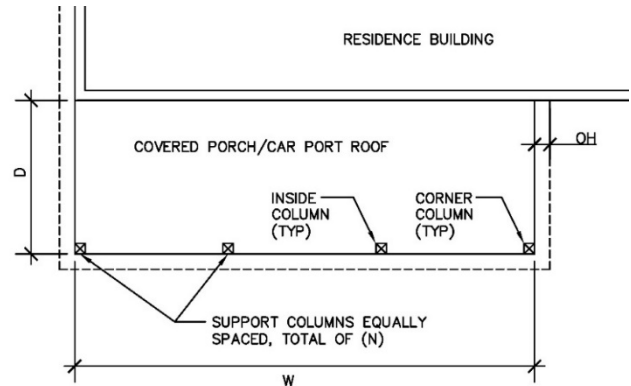 RESIDENCE BUILDING
COVERED PORCH/CAR PORT ROOF
OH
D
INSIDE
COLUMN
(TYP)
CORNER
COLUMN
(TYP)
SUPPORT COLUMNS EQUALLY
SPACED, TOTAL OF (N)
W